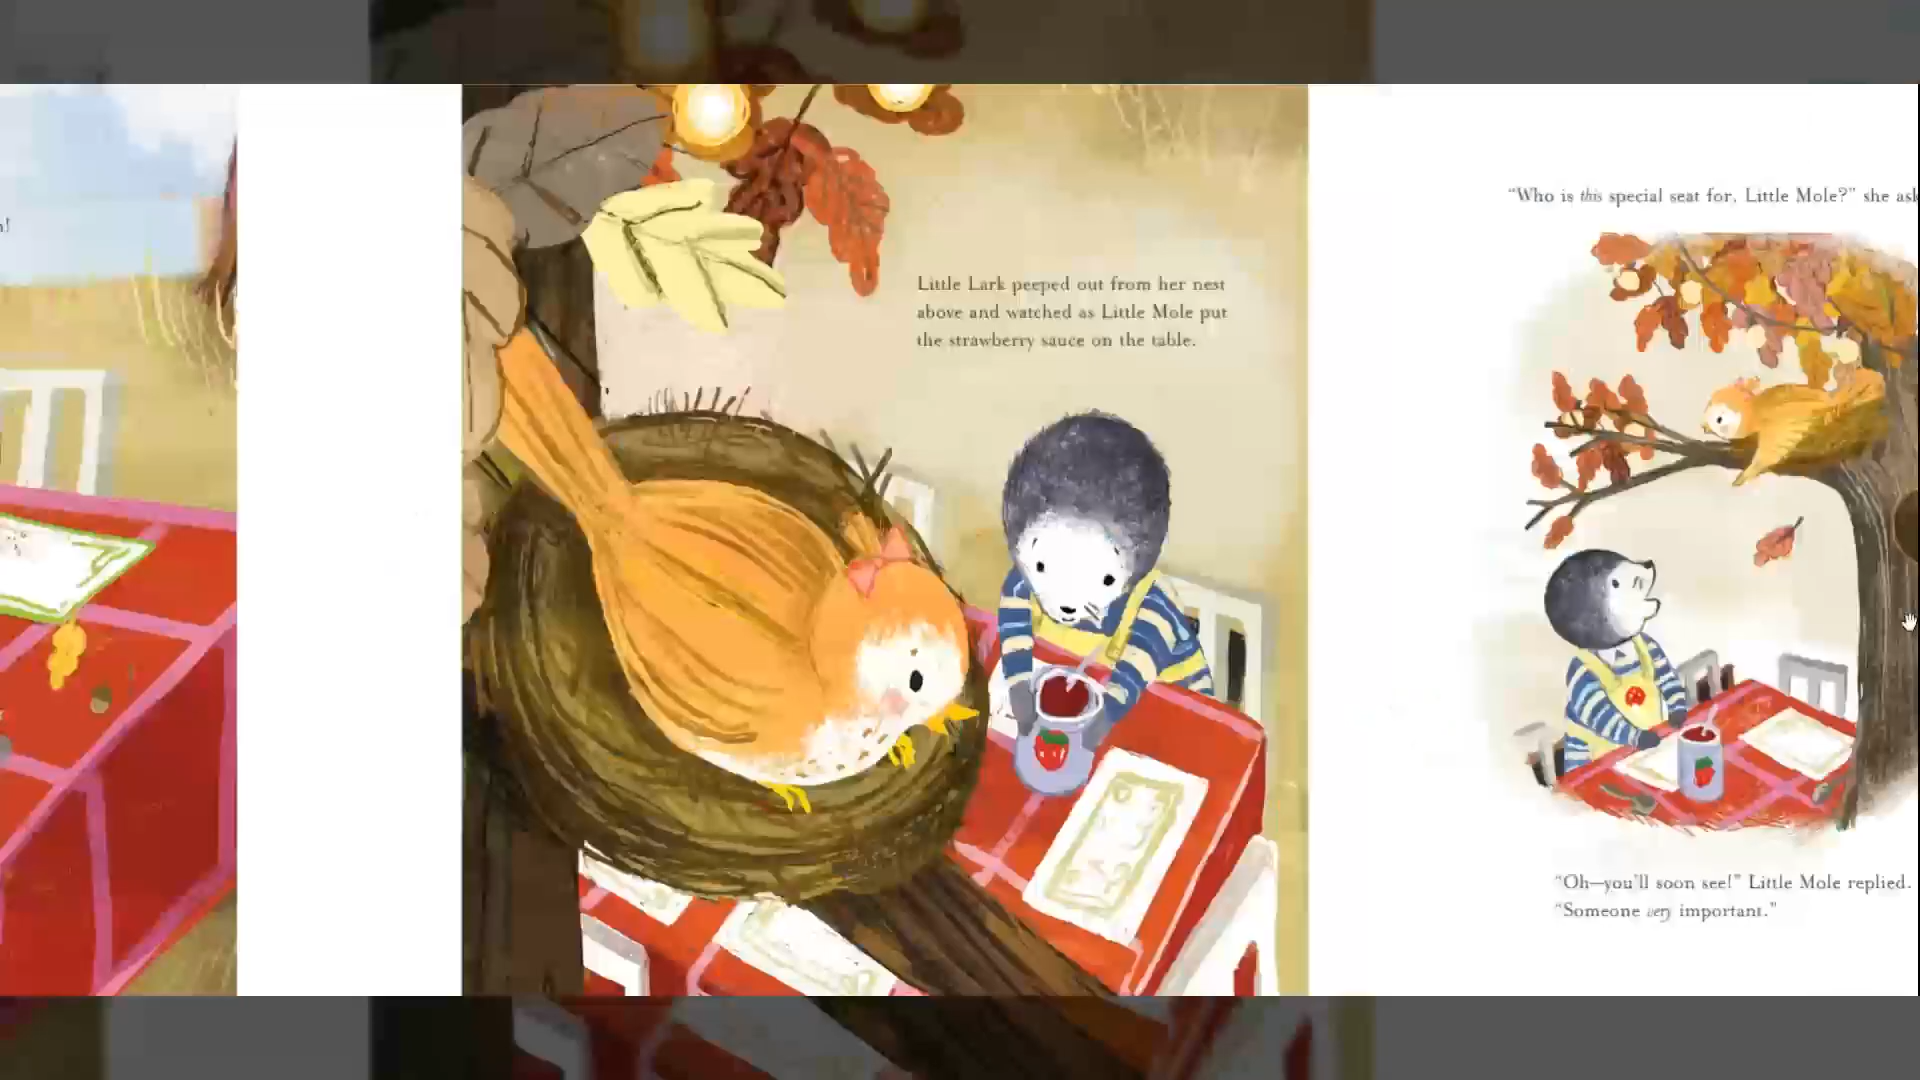 !
Little Lark peeped out from her nest
above and watched as Little Mole put
the strawberry sauce on the table.
"Who is this special seat for, Little Mole?" she
"Oh—you'll soon see!" Little Mole replied.
"Someone very important."